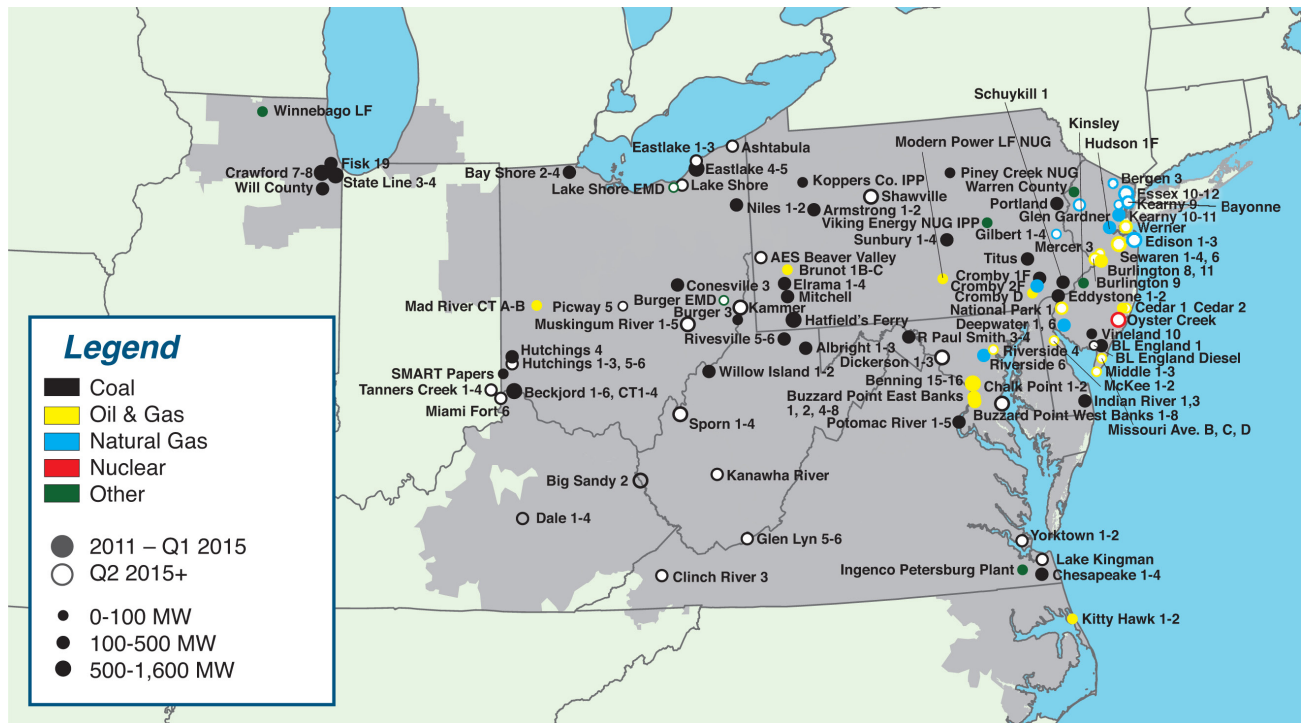 Schuykill 1
Kinsley
Modern Power LF NUG
Hudson 1F
Winnebago LF
Eastlake 1-3
Ashtabula
Fisk 19
Crawford 7-8
State Line 3-4
Will County
Bay Shore 2-4
Eastlake 4-5
Lake Shore EMD
Lake Shore
Koppers Co. IPP
Piney Creek NUG
Warren County
Bergen 3
Essex 10-12
Shawville
Portland
Kearny 9
Bayonne
Niles 1-2
Armstrong 1-2
Glen Gardner
Kearny 10-11
Viking Energy NUG IPP
Gilbert 1-4
Werner
Sunbury 1-4
Mercer 3
Edison 1-3
AES Beaver Valley
Titus
Sewaren 1-4, 6
Brunot 1B-C
Burlington 8, 11
Conesville 3
Elrama 1-4
Cromby 1F
Cromby 2F
Burlington 9
Mitchell
Cromby D
Eddystone 1-2
Mad River CT A-B
Picway 5
Burger EMD
Kammer
National Park 1
Cedar 1
Cedar 2
Burger 3
Muskingum River 1-5
Hatfield's Ferry
Deepwater 1, 6
Oyster Creek
Rivesville 5-6
R Paul Smith 3-4
Vineland 10
Albright 1-3
Riverside 4
BL England 1
Hutchings 4
Hutchings 1-3, 5-6
Dickerson 1-3
Riverside 6
BL England Diesel
SMART Papers
Willow Island 1-2
Middle 1-3
Tanners Creek 1-4
Beckjord 1-6, CT1-4
Benning 15-16
Chalk Point 1-2
McKee 1-2
Miami Fort 6
Buzzard Point East Banks
1, 2, 4-8
Indian River 1,3
Buzzard Point West Banks 1-8
Sporn 1-4
Potomac River 1-5
Missouri Ave. B, C, D
Big Sandy 2
Kanawha River
Dale 1-4
Glen Lyn 5-6
Yorktown 1-2
Lake Kingman
Clinch River 3
Ingenco Petersburg Plant
Chesapeake 1-4
Kitty Hawk 1-2
Legend
Coal
Oil & Gas
Natural Gas
Nuclear
Other
2011 – Q1 2015
Q2 2015+
0-100 MW
100-500 MW
500-1,600 MW